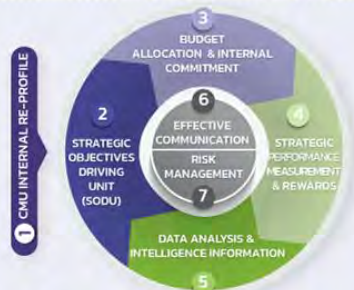 1 CMU INTERNAL RE-PROFILE
2
STRATEGIC
OBJECTIVES
DRIVING
UNIT
(SODU)
3
BUDGET
ALLOCATION & INTERNAL
COMMITMENT
4
STRATEGIC
PERFORMANCE
MEASUREMENT
& REWARDS
5
DATA ANALYSIS &
INTELLIGENCE INFORMATION
6
EFFECTIVE
COMMUNICATION
RISK
MANAGEMENT
7